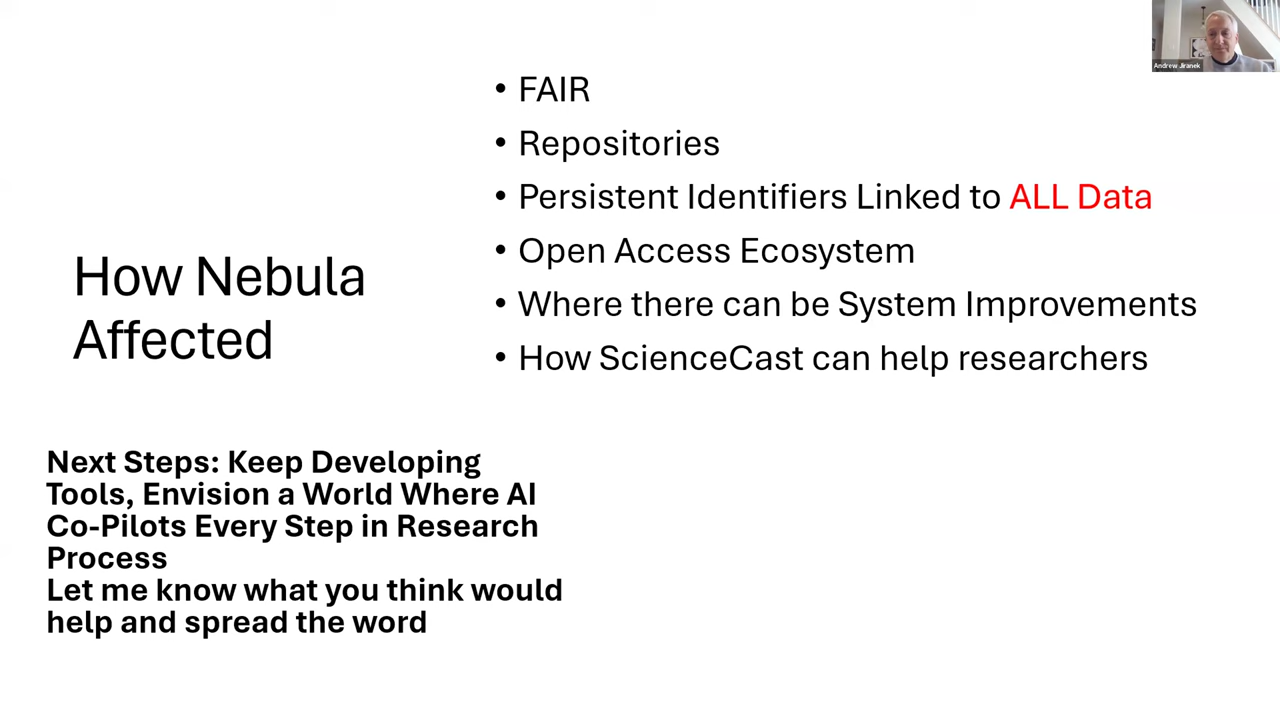 How Nebula
Affected
• FAIR
• Repositories
• Persistent Identifiers Linked to ALL Data
• Open Access Ecosystem
• Where there can be System Improvements
• How ScienceCast can help researchers
Next Steps: Keep Developing
Tools, Envision a World Where AI
Co-Pilots Every Step in Research
Process
Let me know what you think would
help and spread the word
Andrew Jiranek